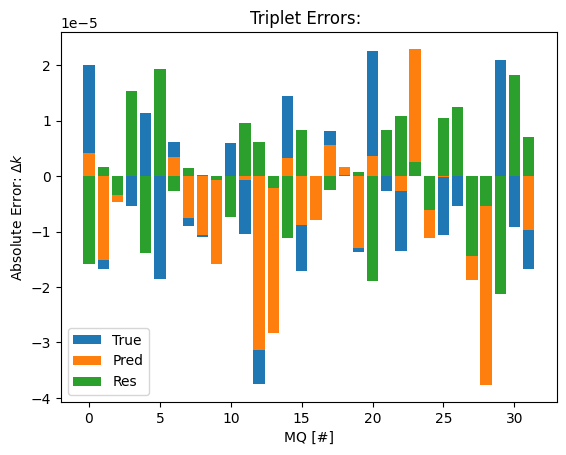 Triplet Errors:
1e−5
2
1
0
−1
−2
−3
−4
Absolute Error: Δk
True
Pred
Res
0 5 10 15 20 25 30
MQ [#]